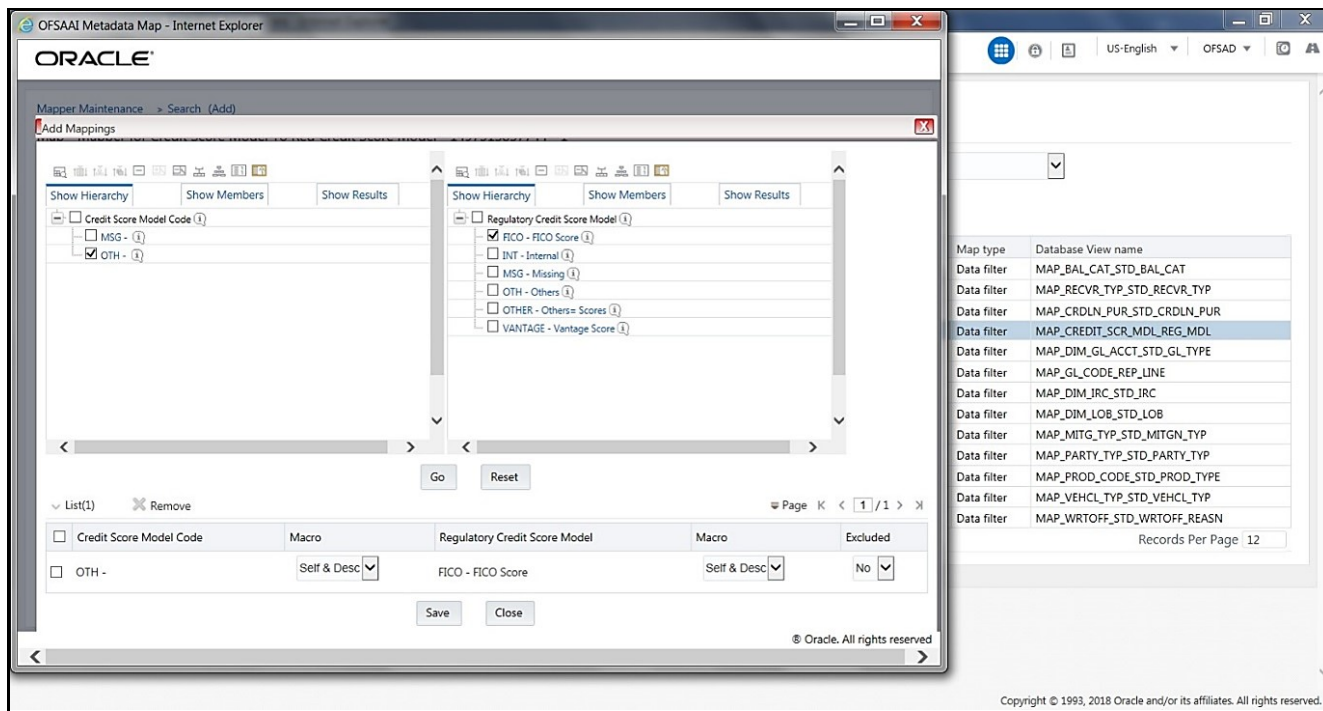 OFSAAI Metadata Map - Internet Explorer
ORACLE®
US-English
OFSAD
Mapper Maintenance » Search (Add)
Add Mappings
Show Hierarchy Show Members Show Results
Credit Score Model Code
MSG -
OTH -
Show Hierarchy Show Members Show Results
Regulatory Credit Score Model
FICO - FICO Score
INT - Internal
MSG - Missing
OTH - Others
OTHER - Others= Scores
VANTAGE - Vantage Score
Go Reset
List(1) Remove Page 1 / 1
Credit Score Model Code Macro Regulatory Credit Score Model Macro Excluded
OTH - Self & Desc FICO - FICO Score Self & Desc No
Save Close
® Oracle. All rights reserved
Map type Database View name
Data filter MAP_BAL_CAT_STD_BAL_CAT
Data filter MAP_RECVR_TYP_STD_RECVR_TYP
Data filter MAP_CRDLN_PUR_STD_CRDLN_PUR
Data filter MAP_CREDIT_SCR_MDL_REG_MDL
Data filter MAP_DIM_GL_ACCT_STD_GL_TYPE
Data filter MAP_GL_CODE_REP_LINE
Data filter MAP_DIM_IRC_STD_IRC
Data filter MAP_DIM_LOB_STD_LOB
Data filter MAP_MITG_TYP_STD_MITGN_TYP
Data filter MAP_PARTY_TYP_STD_PARTY_TYP
Data filter MAP_PROD_CODE_STD_PROD_TYPE
Data filter MAP_VEHCL_TYP_STD_VEHCL_TYP
Data filter MAP_WRTOFF_STD_WRTOFF_REASN
Records Per Page 12
Copyright © 1993, 2018 Oracle and/or its affiliates. All rights reserved.